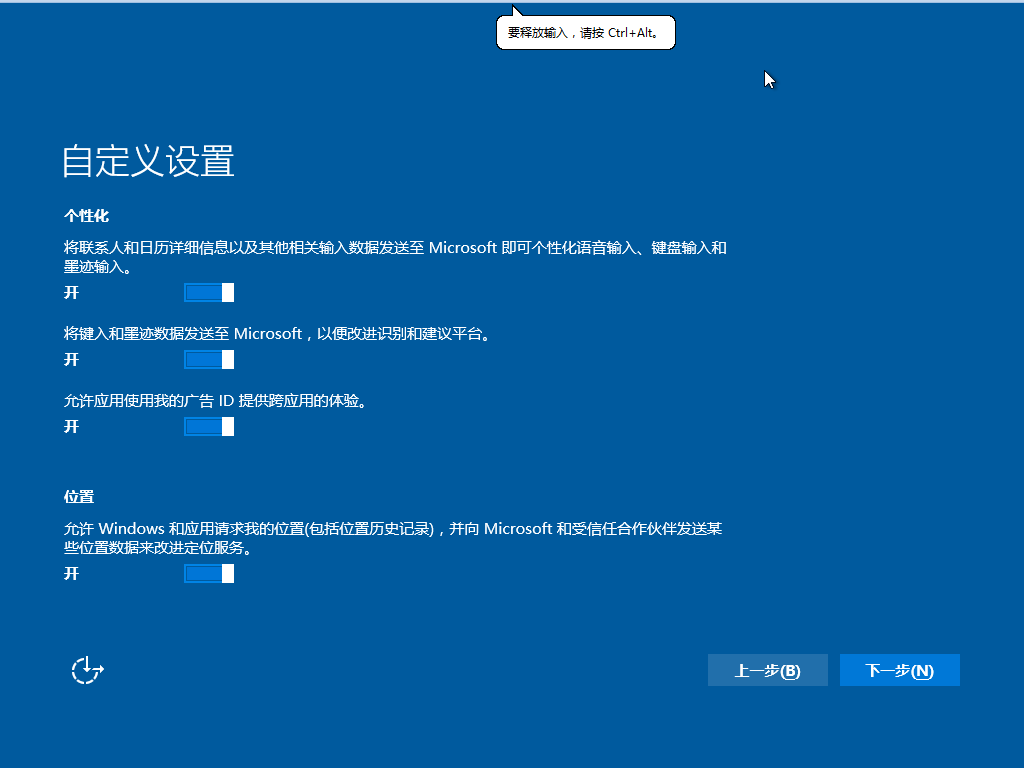 要释放输入，请按 Ctrl+Alt。
自定义设置
个性化
将联系人和日历详细信息以及其他相关输入数据发送至 Microsoft 即可个性化语音输入、键盘输入和
墨迹输入。
开
将键入和墨迹数据发送至 Microsoft，以便改进识别和建议平台。
开
允许应用使用我的广告 ID 提供跨应用的体验。
开
位置
允许 Windows 和应用请求我的位置(包括位置历史记录)，并向 Microsoft 和受信任合作伙伴发送某
些位置数据来改进定位服务。
开
上一步(B)
下一步(N)